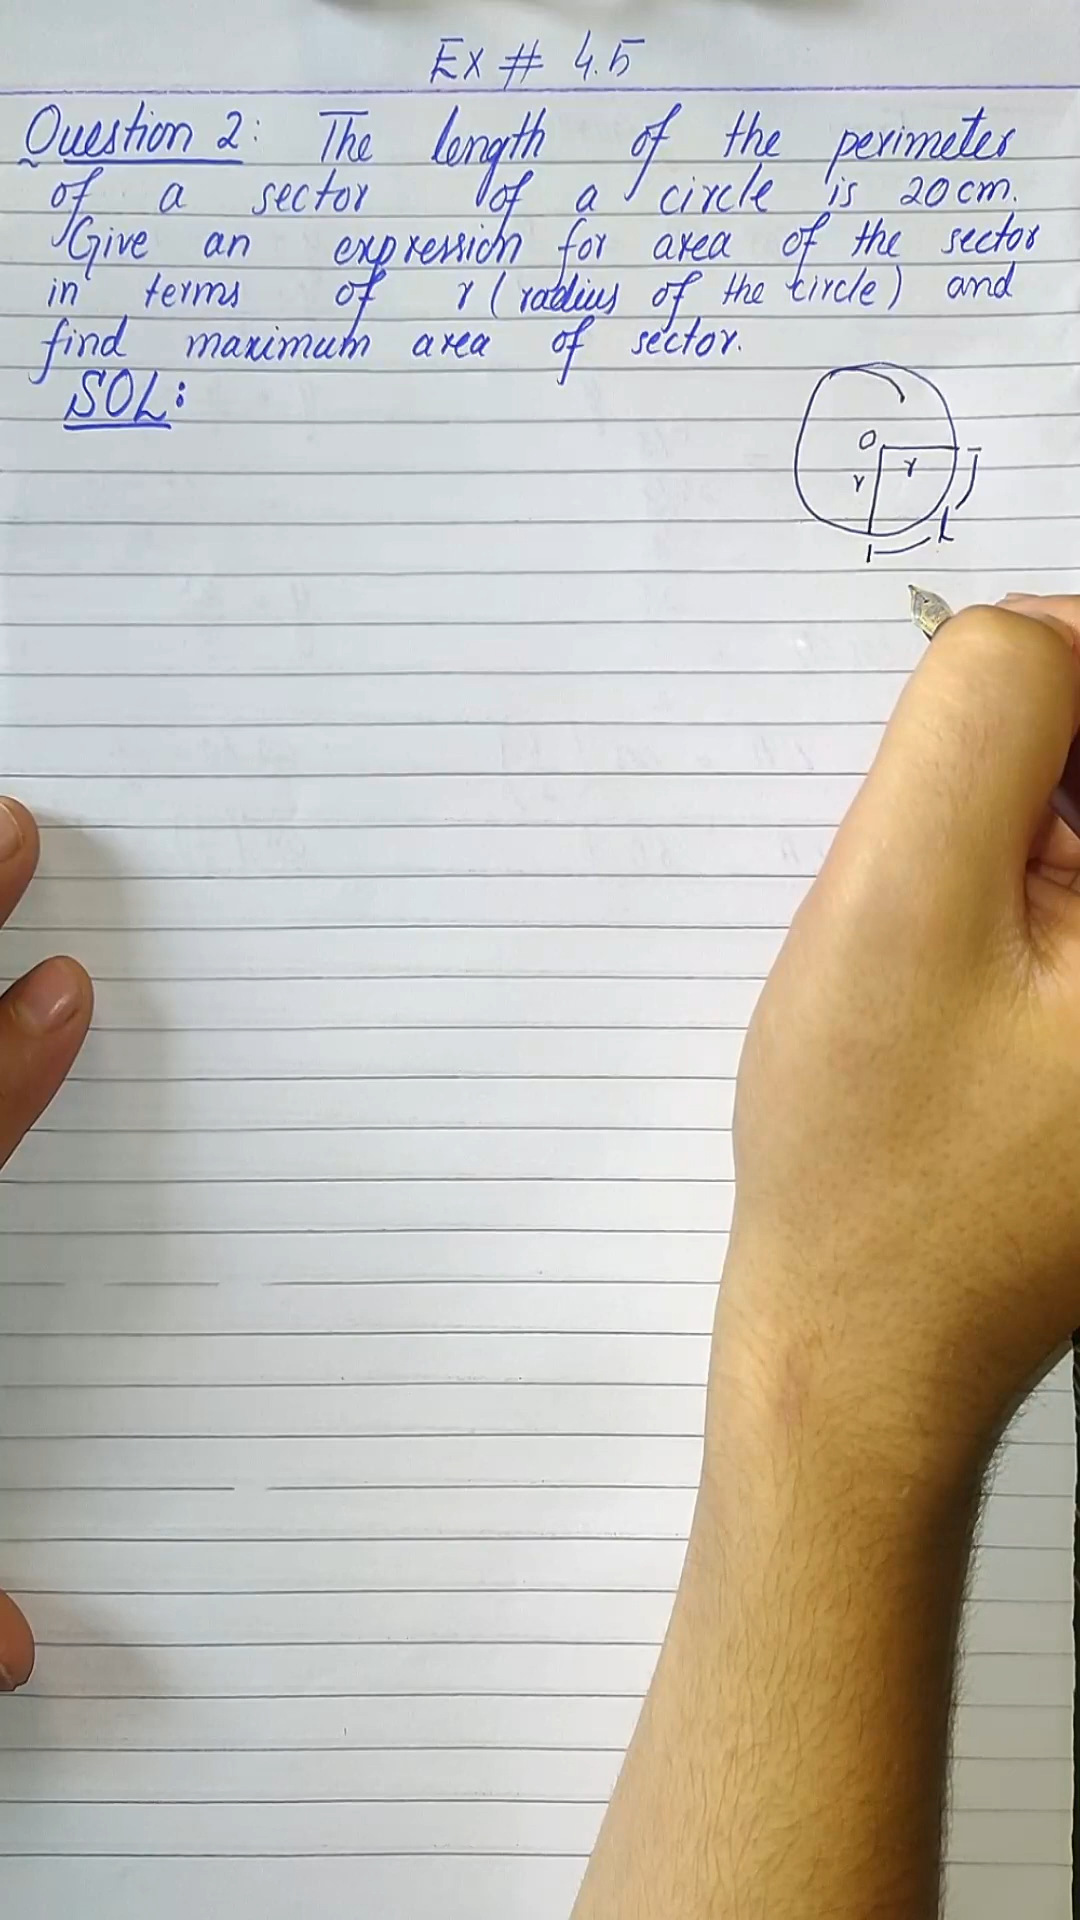 Ex # 4.5
Question 2: The length of the perimeter
of a sector of a circle is 20cm.
Give an expression for area of the sector
in terms of r (radius of the circle) and
find maximum area of sector.
SOL:
O
r
r
l